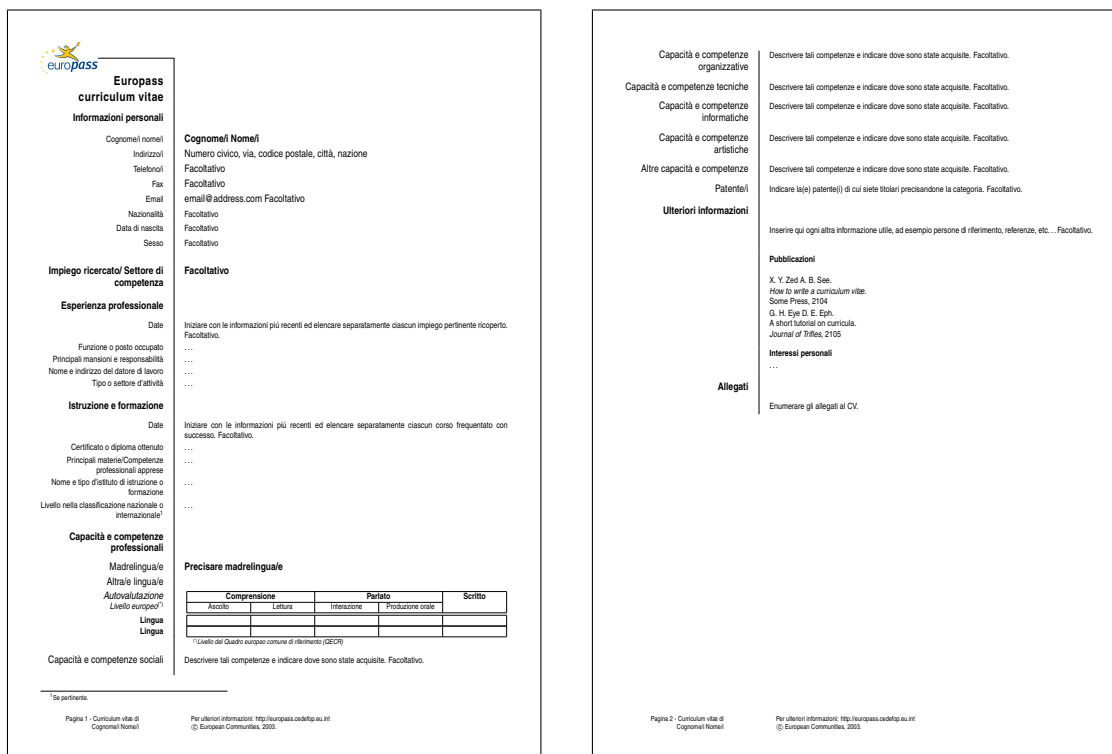 europass
Europass
curriculum vitae
Informazioni personali
Cognome/i nome/i Cognome/i Nome/i
Indirizzo/i Numero civico, via, codice postale, città, nazione
Telefono/i Facoltativo
Fax Facoltativo
Email email@address.com Facoltativo
Nazionalità Facoltativo
Data di nascita Facoltativo
Sesso Facoltativo
Impiego ricercato/ Settore di Facoltativo
competenza
Esperienza professionale
Date Iniziare con le informazioni piú recenti ed elencare separatamente ciascun impiego pertinente ricoperto.
Facoltativo.
Funzione o posto occupato ...
Principali mansioni e responsabilità ...
Nome e indirizzo del datore di lavoro ...
Tipo o settore d'attività ...
Istruzione e formazione
Date Iniziare con le informazioni piú recenti ed elencare separatamente ciascun corso frequentato con
successo. Facoltativo.
Certificato o diploma ottenuto ...
Principali materie/Competenze ...
professionali apprese
Nome e tipo d'istituto di istruzione o ...
formazione
Livello nella classificazione nazionale o ...
internazionale¹
Capacità e competenze
professionali
Madrelingua/e Precisare madrelingua/e
Altra/e lingua/e
Autovalutazione Comprensione Parlato Scritto
Livello europeo(*) Ascolto Lettura Interazione Produzione orale
Lingua
Lingua
(*) Livello del Quadro europeo comune di riferimento (QECR)
Capacità e competenze sociali Descrivere tali competenze e indicare dove sono state acquisite. Facoltativo.
¹Se pertinente.
Pagina 1 - Curriculum vitæ di Per ulteriori informazioni: http://europass.cedefop.eu.int
Cognome/i Nome/i © European Communities, 2003.
Capacità e competenze Descrivere tali competenze e indicare dove sono state acquisite. Facoltativo.
organizzative
Capacità e competenze tecniche Descrivere tali competenze e indicare dove sono state acquisite. Facoltativo.
Capacità e competenze Descrivere tali competenze e indicare dove sono state acquisite. Facoltativo.
informatiche
Capacità e competenze Descrivere tali competenze e indicare dove sono state acquisite. Facoltativo.
artistiche
Altre capacità e competenze Descrivere tali competenze e indicare dove sono state acquisite. Facoltativo.
Patente/i Indicare la(e) patente(i) di cui siete titolari precisandone la categoria. Facoltativo.
Ulteriori informazioni
Inserire qui ogni altra informazione utile, ad esempio persone di riferimento, referenze, etc... Facoltativo.
Pubblicazioni
X. Y. Zed A. B. See.
How to write a curriculum vitæ.
Some Press, 2104
G. H. Eye D. E. Eph.
A short tutorial on curricula.
Journal of Trifles, 2105
Interessi personali
...
Allegati
Enumerare gli allegati al CV.
Pagina 2 - Curriculum vitæ di Per ulteriori informazioni: http://europass.cedefop.eu.int
Cognome/i Nome/i © European Communities, 2003.